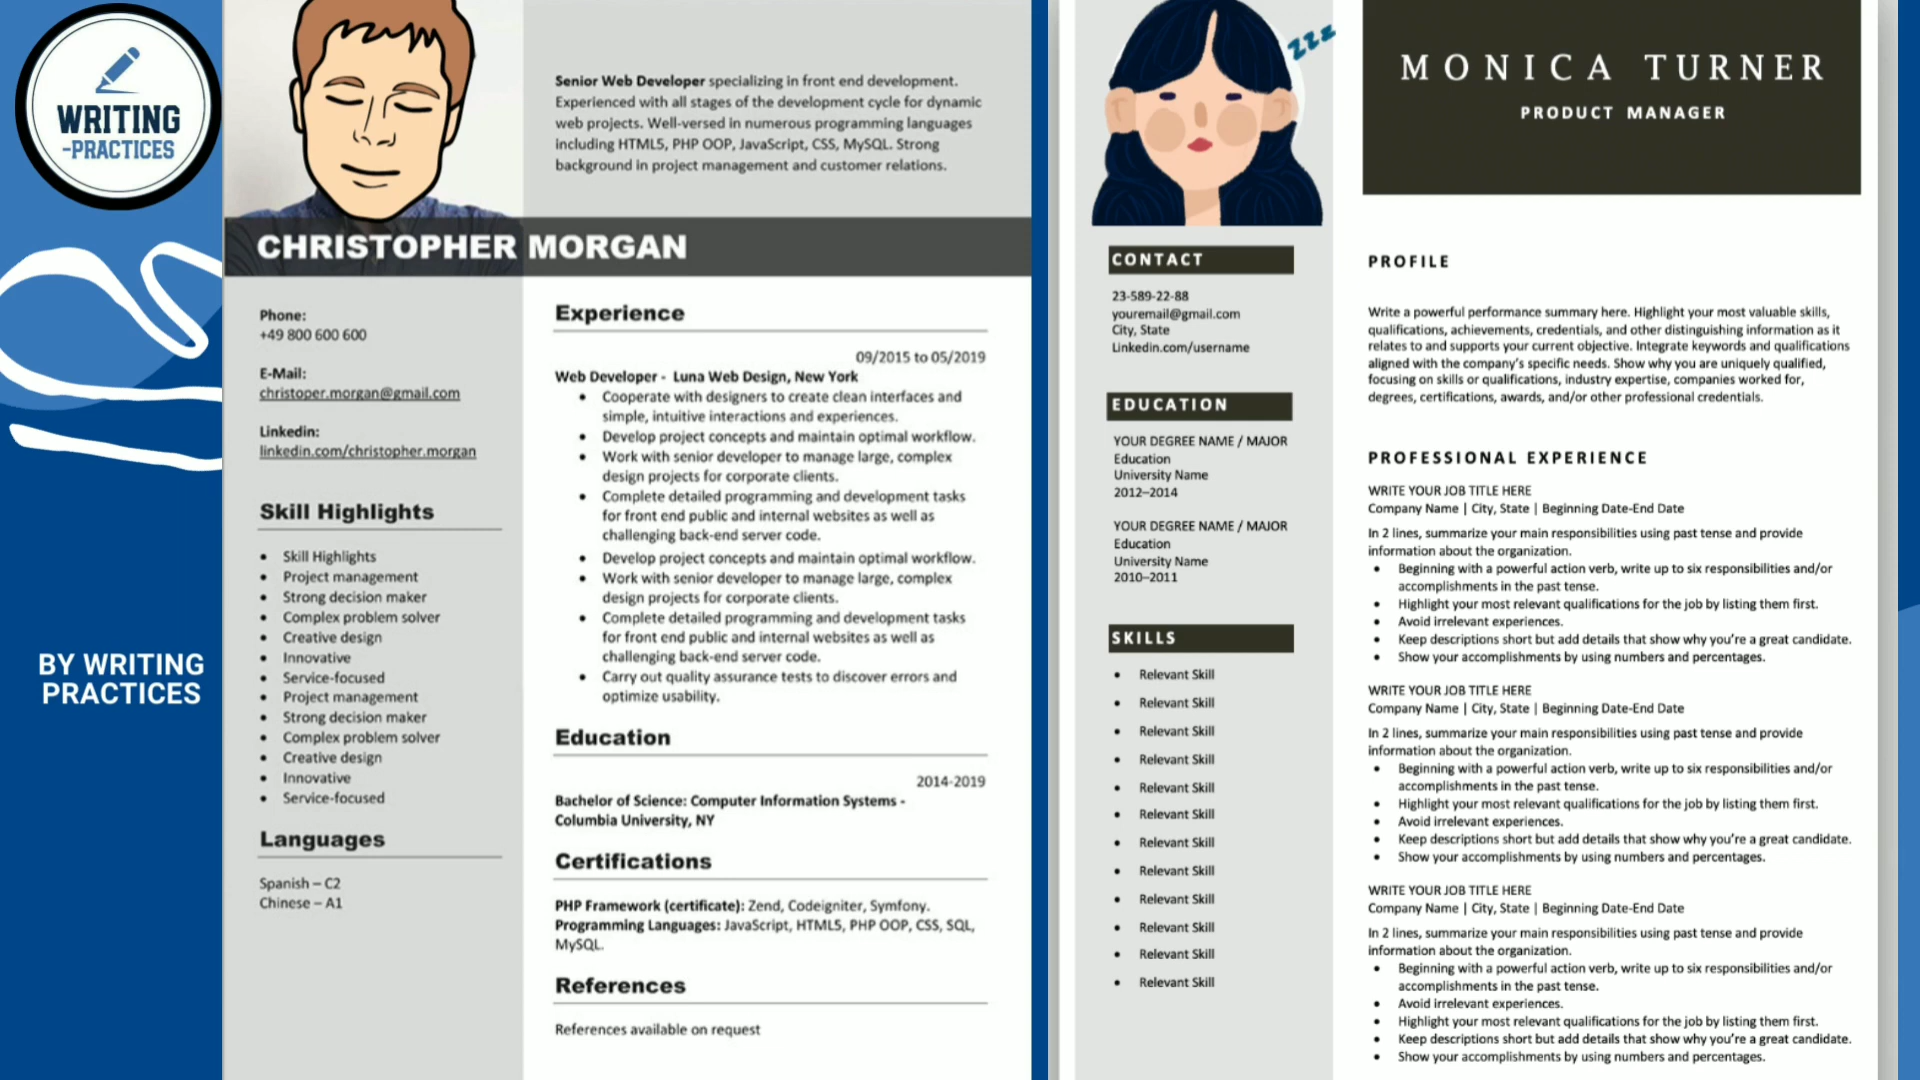 WRITING
-PRACTICES
BY WRITING
PRACTICES
Senior Web Developer specializing in front end development.
Experienced with all stages of the development cycle for dynamic
web projects. Well-versed in numerous programming languages
including HTML5, PHP OOP, JavaScript, CSS, MySQL. Strong
background in project management and customer relations.
CHRISTOPHER MORGAN
Phone:
+49 800 600 600
E-Mail:
christoper.morgan@gmail.com
Linkedin:
linkedin.com/christopher.morgan
Skill Highlights
• Skill Highlights
• Project management
• Strong decision maker
• Complex problem solver
• Creative design
• Innovative
• Service-focused
• Project management
• Strong decision maker
• Complex problem solver
• Creative design
• Innovative
• Service-focused
Languages
Spanish – C2
Chinese – A1
Experience
09/2015 to 05/2019
Web Developer - Luna Web Design, New York
• Cooperate with designers to create clean interfaces and
simple, intuitive interactions and experiences.
• Develop project concepts and maintain optimal workflow.
• Work with senior developer to manage large, complex
design projects for corporate clients.
• Complete detailed programming and development tasks
for front end public and internal websites as well as
challenging back-end server code.
• Develop project concepts and maintain optimal workflow.
• Work with senior developer to manage large, complex
design projects for corporate clients.
• Complete detailed programming and development tasks
for front end public and internal websites as well as
challenging back-end server code.
• Carry out quality assurance tests to discover errors and
optimize usability.
Education
2014-2019
Bachelor of Science: Computer Information Systems -
Columbia University, NY
Certifications
PHP Framework (certificate): Zend, Codeigniter, Symfony.
Programming Languages: JavaScript, HTML5, PHP OOP, CSS, SQL,
MySQL.
References
References available on request
zzz
MONICA TURNER
PRODUCT MANAGER
CONTACT
23-589-22-88
youremail@gmail.com
City, State
Linkedin.com/username
EDUCATION
YOUR DEGREE NAME / MAJOR
Education
University Name
2012–2014
YOUR DEGREE NAME / MAJOR
Education
University Name
2010–2011
SKILLS
• Relevant Skill
• Relevant Skill
• Relevant Skill
• Relevant Skill
• Relevant Skill
• Relevant Skill
• Relevant Skill
• Relevant Skill
• Relevant Skill
• Relevant Skill
• Relevant Skill
• Relevant Skill
PROFILE
Write a powerful performance summary here. Highlight your most valuable skills,
qualifications, achievements, credentials, and other distinguishing information as it
relates to and supports your current objective. Integrate keywords and qualifications
aligned with the company's specific needs. Show why you are uniquely qualified,
focusing on skills or qualifications, industry expertise, companies worked for,
degrees, certifications, awards, and/or other professional credentials.
PROFESSIONAL EXPERIENCE
WRITE YOUR JOB TITLE HERE
Company Name | City, State | Beginning Date-End Date
In 2 lines, summarize your main responsibilities using past tense and provide
information about the organization.
• Beginning with a powerful action verb, write up to six responsibilities and/or
accomplishments in the past tense.
• Highlight your most relevant qualifications for the job by listing them first.
• Avoid irrelevant experiences.
• Keep descriptions short but add details that show why you're a great candidate.
• Show your accomplishments by using numbers and percentages.
WRITE YOUR JOB TITLE HERE
Company Name | City, State | Beginning Date-End Date
In 2 lines, summarize your main responsibilities using past tense and provide
information about the organization.
• Beginning with a powerful action verb, write up to six responsibilities and/or
accomplishments in the past tense.
• Highlight your most relevant qualifications for the job by listing them first.
• Avoid irrelevant experiences.
• Keep descriptions short but add details that show why you're a great candidate.
• Show your accomplishments by using numbers and percentages.
WRITE YOUR JOB TITLE HERE
Company Name | City, State | Beginning Date-End Date
In 2 lines, summarize your main responsibilities using past tense and provide
information about the organization.
• Beginning with a powerful action verb, write up to six responsibilities and/or
accomplishments in the past tense.
• Avoid irrelevant experiences.
• Highlight your most relevant qualifications for the job by listing them first.
• Keep descriptions short but add details that show why you're a great candidate.
• Show your accomplishments by using numbers and percentages.